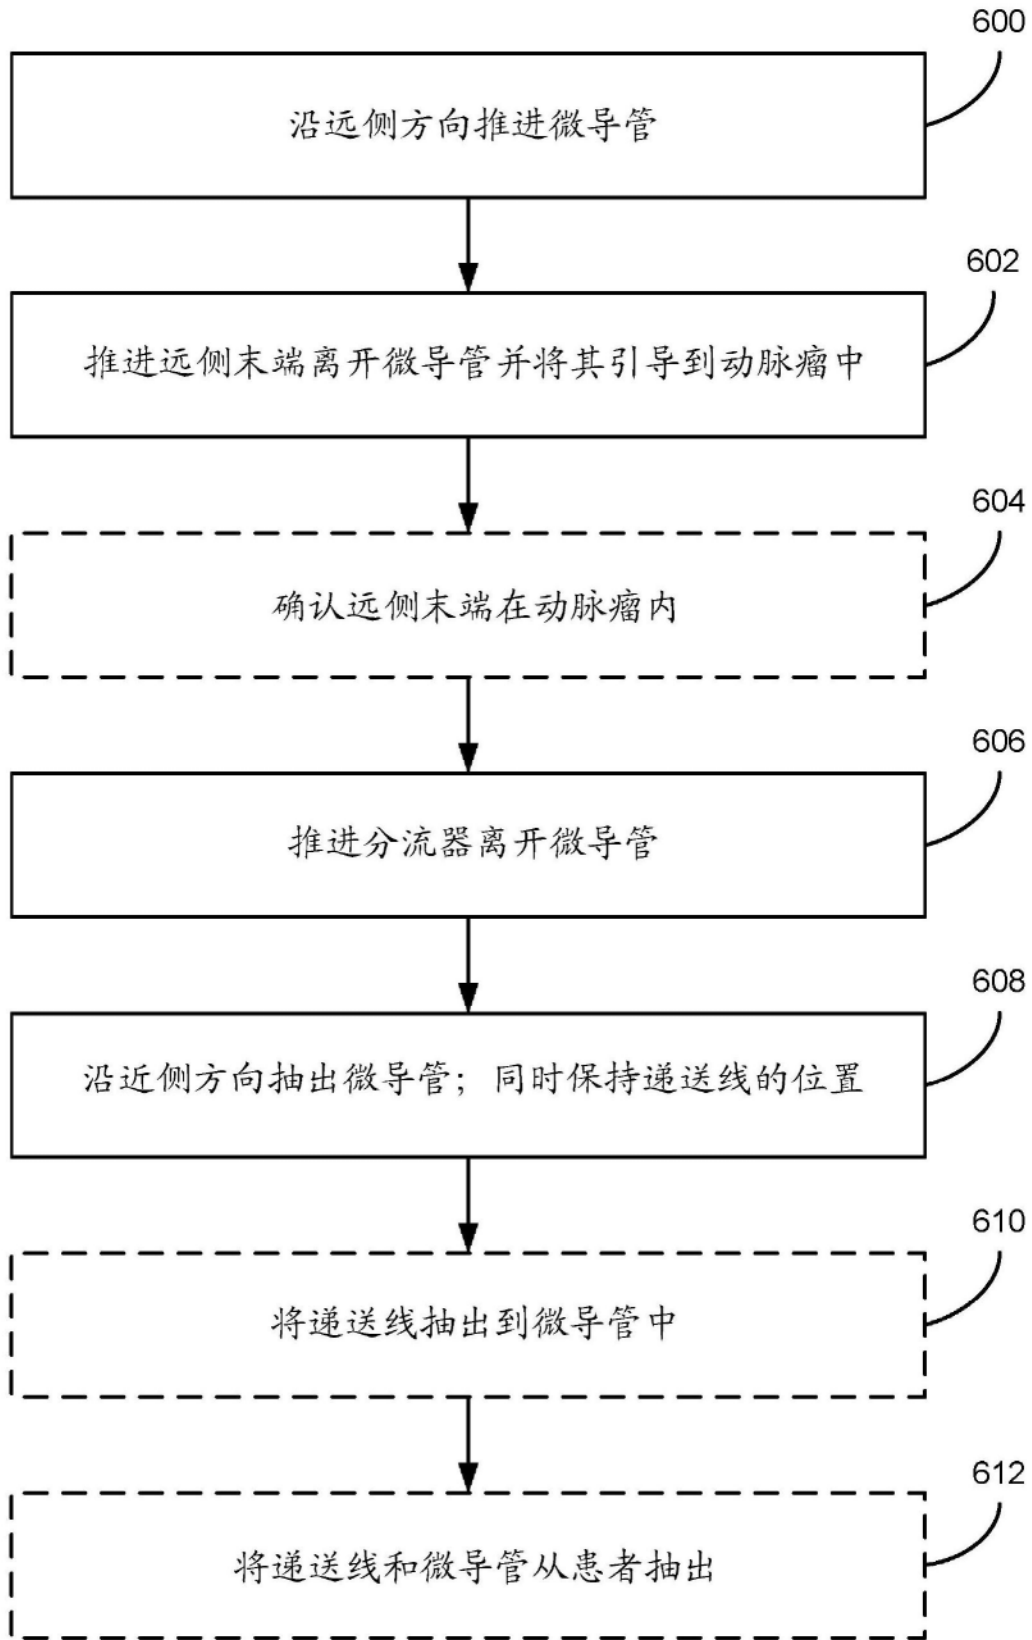 600
沿远侧方向推进微导管
602
推进远侧末端离开微导管并将其引导到动脉瘤中
604
确认远侧末端在动脉瘤内
606
推进分流器离开微导管
608
沿近侧方向抽出微导管；同时保持递送线的位置
610
将递送线抽出到微导管中
612
将递送线和微导管从患者抽出